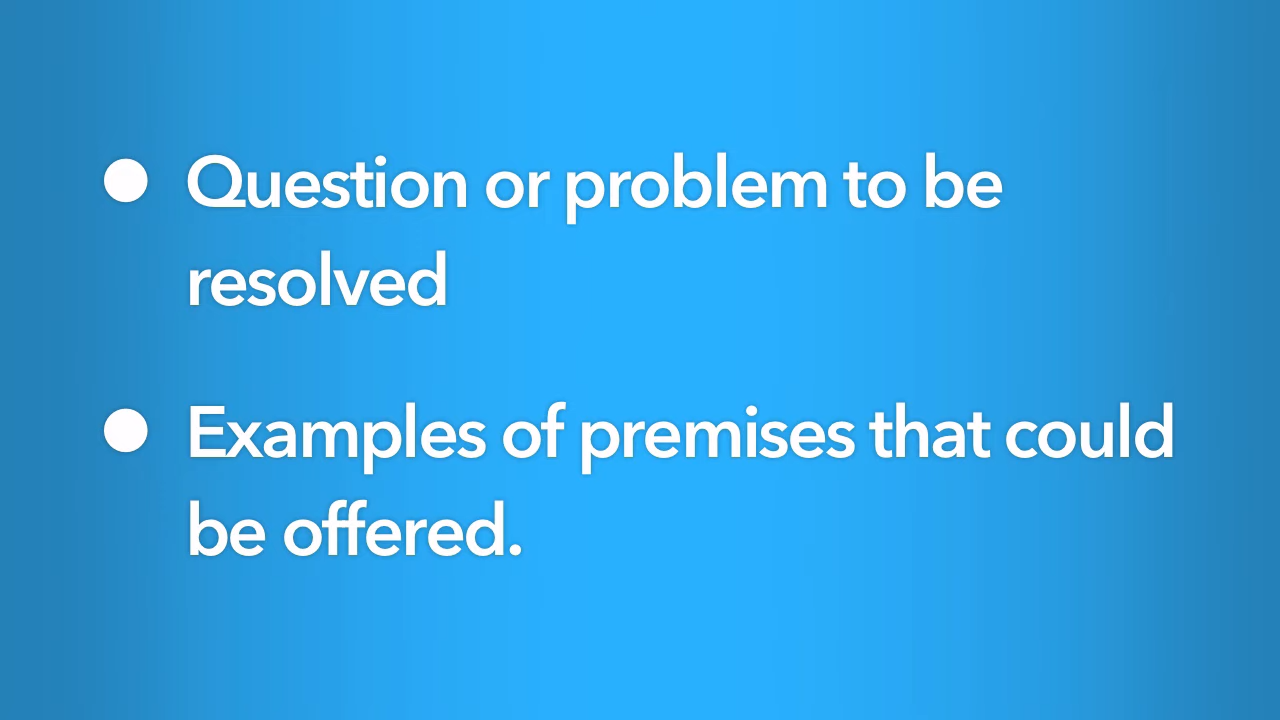 ● Question or problem to be
resolved
● Examples of premises that could
be offered.